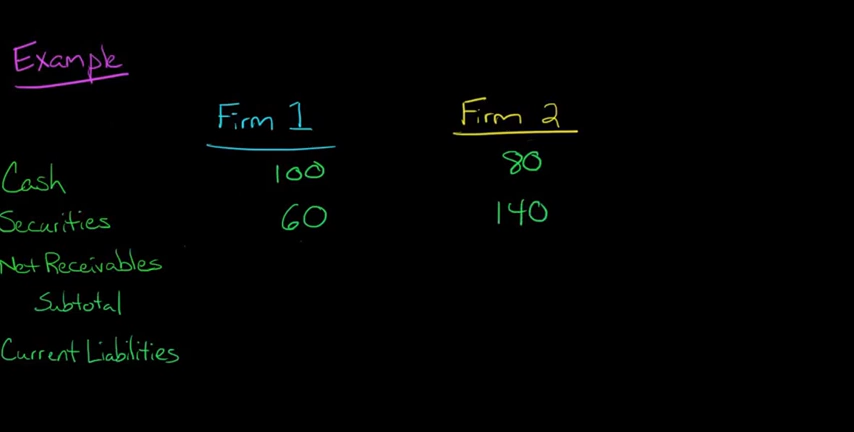 Example
Firm 1 Firm 2
Cash 100 80
Securities 60 140
Net Receivables
Subtotal
Current Liabilities